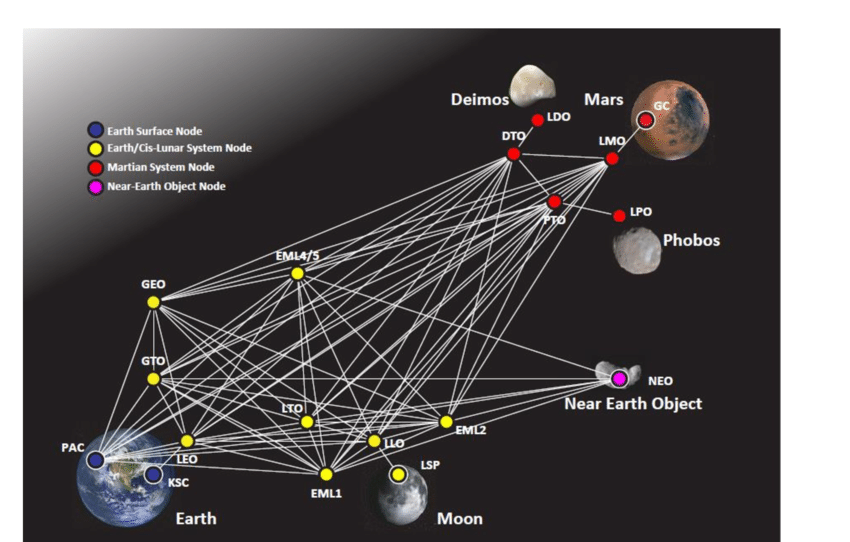 Deimos
Mars
LDO
GC
DTO
LMO
Earth Surface Node
Earth/Cis-Lunar System Node
Martian System Node
Near-Earth Object Node
PTO
LPO
Phobos
EML4/5
GEO
GTO
NEO
Near Earth Object
LTO
EML2
PAC
LEO
LLO
KSC
LSP
EML1
Earth
Moon